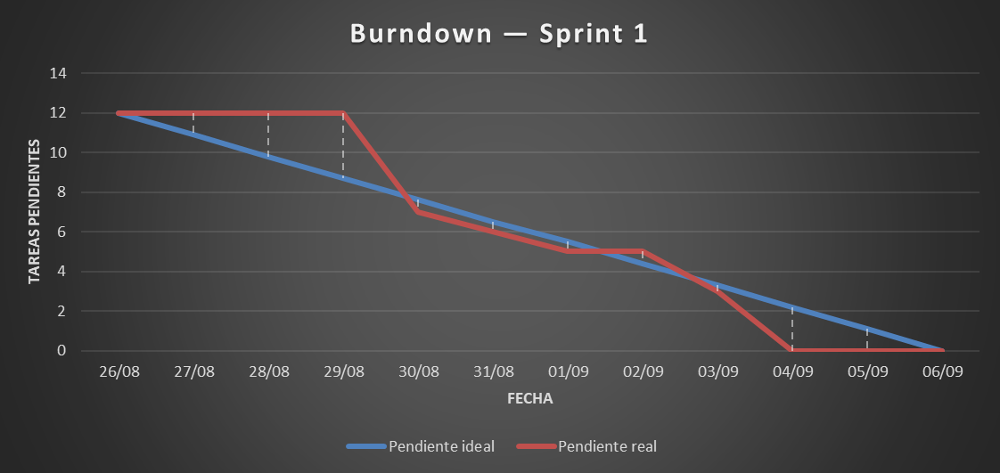 Burndown — Sprint 1
14
12
10
8
6
4
2
0
TAREAS PENDIENTES
26/08 27/08 28/08 29/08 30/08 31/08 01/09 02/09 03/09 04/09 05/09 06/09
FECHA
Pendiente ideal Pendiente real